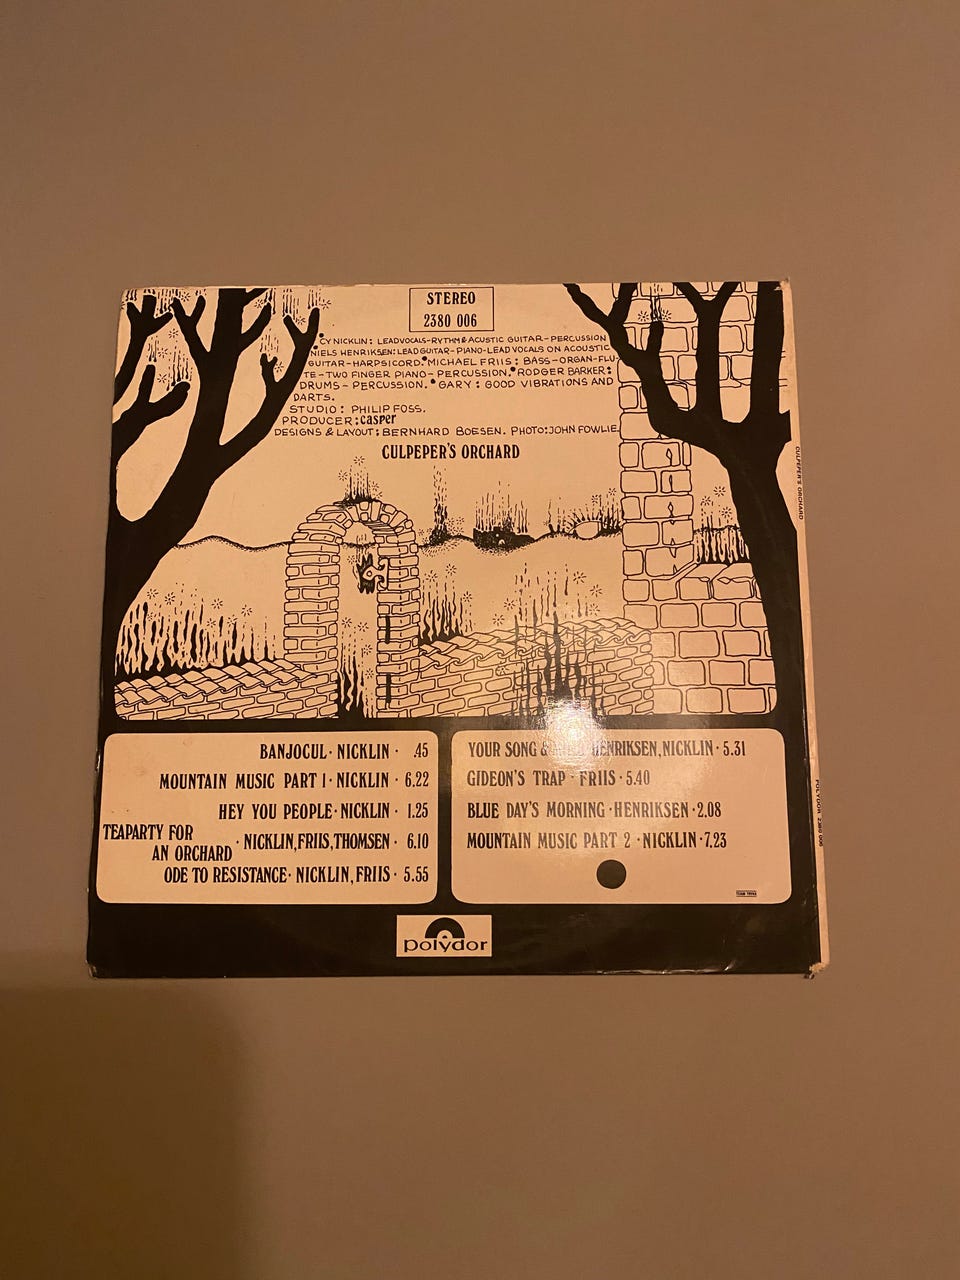 STEREO
2380 006
CY NICKLIN: LEADVOCALS-RYTHM & ACUSTIC GUITAR-PERCUSSION
NIELS HENRIKSEN: LEAD GUITAR-PIANO-LEAD VOCALS ON ACOUSTIC
GUITAR-HARPSICORD. MICHAEL FRIIS: BASS-ORGAN-FLU-
TE-TWO FINGER PIANO-PERCUSSION. RODGER BARKER:
DRUMS-PERCUSSION. GARY: GOOD VIBRATIONS AND
DARTS.
STUDIO: PHILIP FOSS.
PRODUCER: casper
DESIGNS & LAYOUT: BERNHARD BOESEN. PHOTO: JOHN FOWLIE
CULPEPER'S ORCHARD
BANJOCUL · NICKLIN · .45
MOUNTAIN MUSIC PART 1 · NICKLIN · 6.22
HEY YOU PEOPLE · NICKLIN · 1.25
TEAPARTY FOR
AN ORCHARD · NICKLIN, FRIIS, THOMSEN · 6.10
ODE TO RESISTANCE · NICKLIN, FRIIS · 5.55
YOUR SONG & HENRIKSEN, NICKLIN · 5.31
GIDEON'S TRAP · FRIIS · 5.40
BLUE DAY'S MORNING · HENRIKSEN · 2.08
MOUNTAIN MUSIC PART 2 · NICKLIN · 7.23
polydor
CULPEPER'S ORCHARD
POLYDOR 2380 006